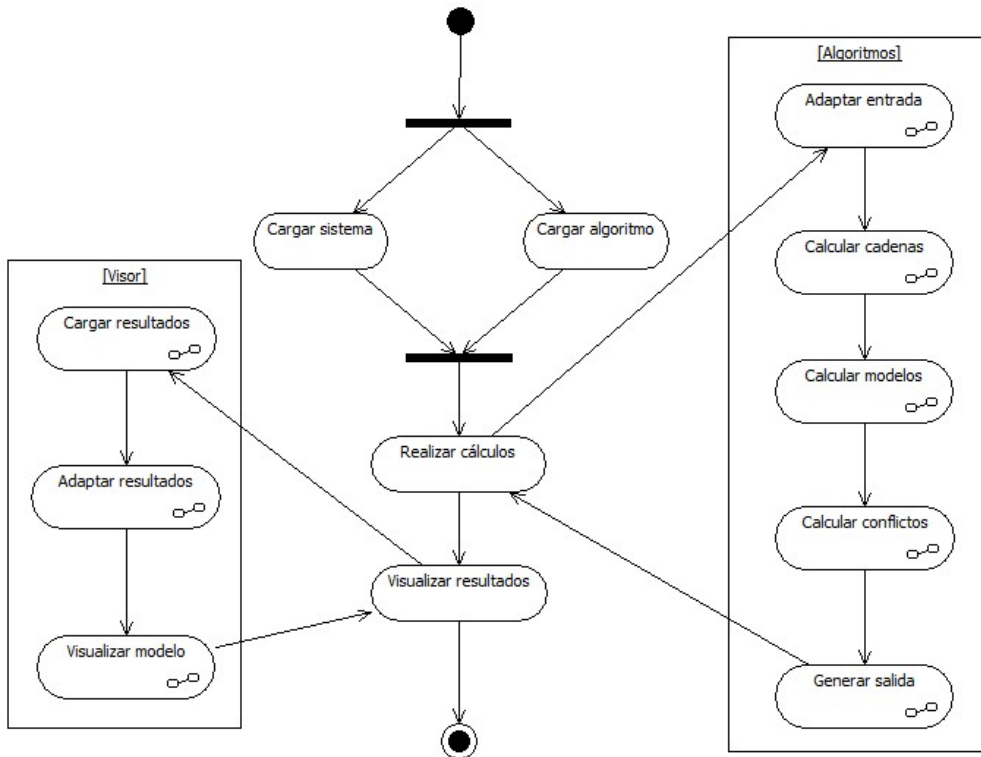 [Algoritmos]
Adaptar entrada
Cargar sistema
Cargar algoritmo
Calcular cadenas
[Visor]
Cargar resultados
Calcular modelos
Realizar cálculos
Adaptar resultados
Calcular conflictos
Visualizar resultados
Visualizar modelo
Generar salida